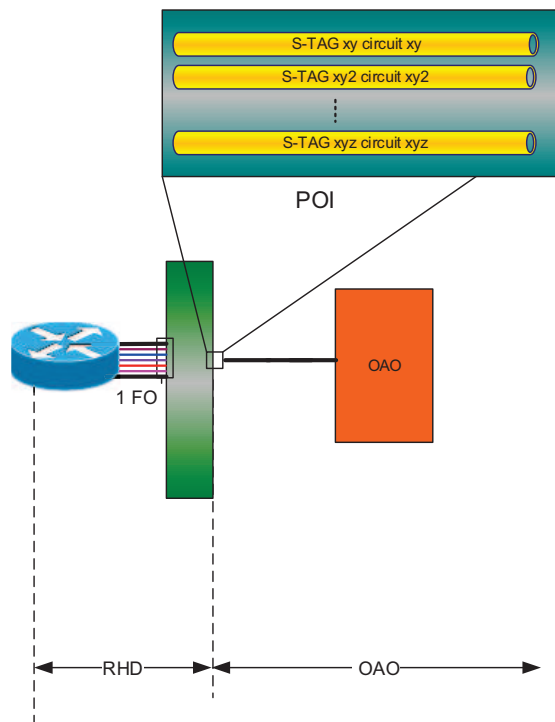 S-TAG xy circuit xy
S-TAG xy2 circuit xy2
S-TAG xyz circuit xyz
POI
OAO
1 FO
RHD
OAO